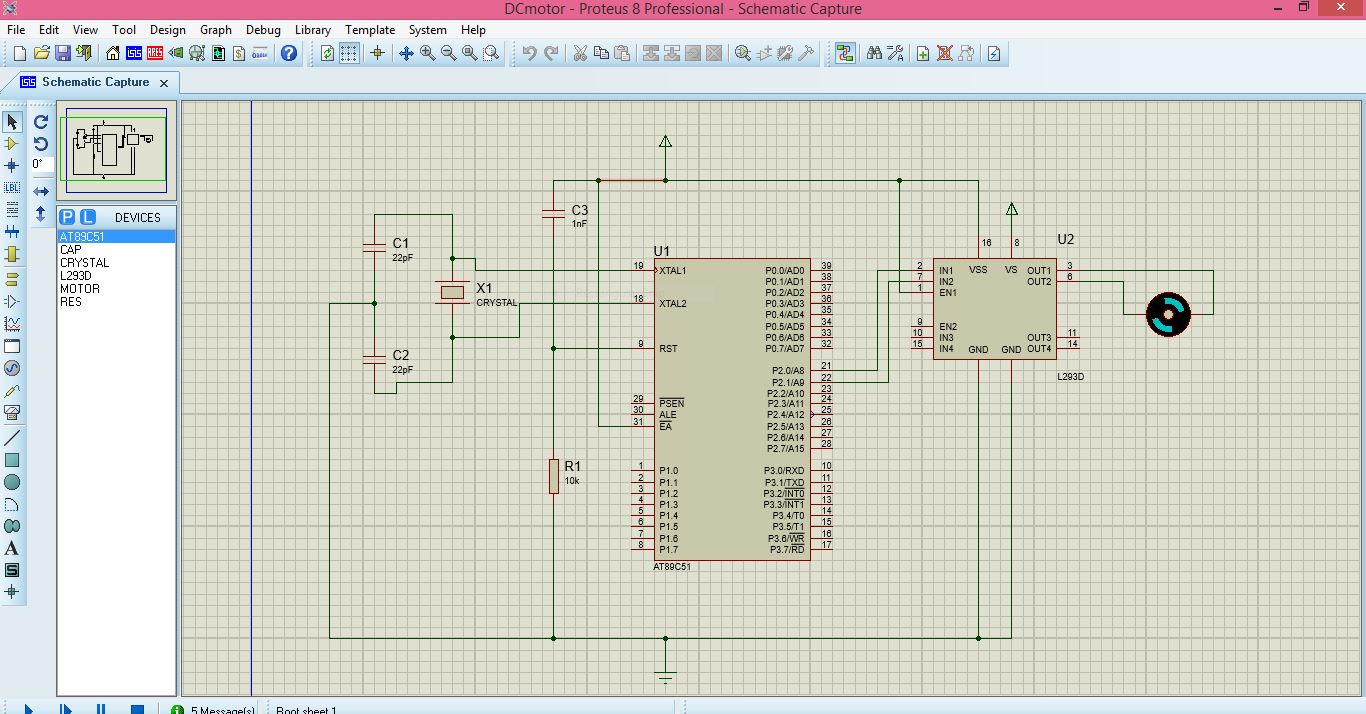 DCmotor - Proteus 8 Professional - Schematic Capture
File Edit View Tool Design Graph Debug Library Template System Help
Schematic Capture
0°
LBL
P L DEVICES
AT89C51
CAP
CRYSTAL
L293D
MOTOR
RES
A
S
C1
22pF
C2
22pF
X1
CRYSTAL
C3
1nF
R1
10k
U1
19 XTAL1
18 XTAL2
9 RST
29 PSEN
30 ALE
31 EA
1 P1.0
2 P1.1
3 P1.2
4 P1.3
5 P1.4
6 P1.5
7 P1.6
8 P1.7
P0.0/AD0 39
P0.1/AD1 38
P0.2/AD2 37
P0.3/AD3 36
P0.4/AD4 35
P0.5/AD5 34
P0.6/AD6 33
P0.7/AD7 32
P2.0/A8 21
P2.1/A9 22
P2.2/A10 23
P2.3/A11 24
P2.4/A12 25
P2.5/A13 26
P2.6/A14 27
P2.7/A15 28
P3.0/RXD 10
P3.1/TXD 11
P3.2/INT0 12
P3.3/INT1 13
P3.4/T0 14
P3.5/T1 15
P3.6/WR 16
P3.7/RD 17
AT89C51
U2
16 8
VSS VS
2 IN1
7 IN2
1 EN1
9 EN2
10 IN3
15 IN4
OUT1 3
OUT2 6
OUT3 11
OUT4 14
GND GND
L293D
5 Message(s)
Root sheet 1